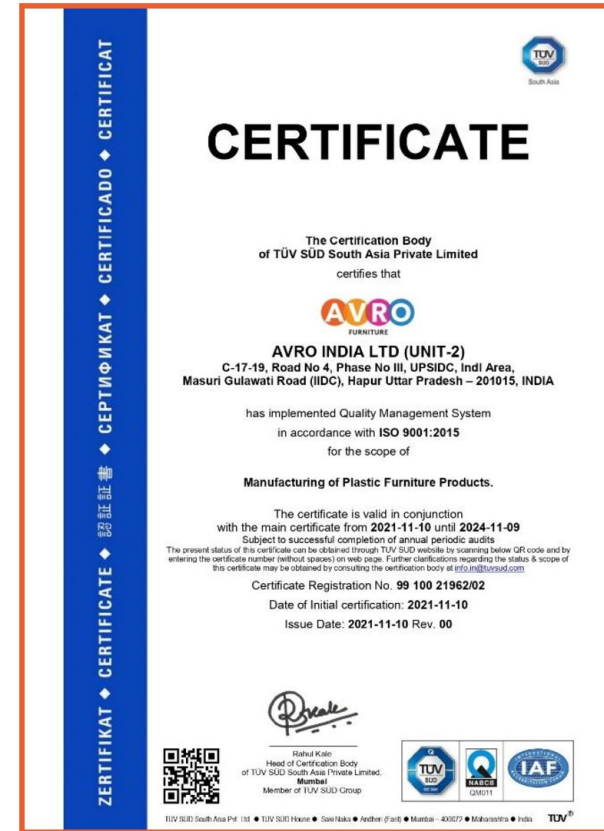 ZERTIFIKAT ◆ CERTIFICATE ◆ 認証証書 ◆ СЕРТИФИКАТ ◆ CERTIFICADO ◆ CERTIFICAT
TÜV
SÜD
South Asia
CERTIFICATE
The Certification Body
of TÜV SÜD South Asia Private Limited
certifies that
AVRO
FURNITURE
AVRO INDIA LTD (UNIT-2)
C-17-19, Road No 4, Phase No III, UPSIDC, Indl Area,
Masuri Gulawati Road (IIDC), Hapur Uttar Pradesh – 201015, INDIA
has implemented Quality Management System
in accordance with ISO 9001:2015
for the scope of
Manufacturing of Plastic Furniture Products.
The certificate is valid in conjunction
with the main certificate from 2021-11-10 until 2024-11-09
Subject to successful completion of annual periodic audits
The present status of this certificate can be obtained through TUV SUD website by scanning below QR code and by
entering the certificate number (without spaces) on web page. Further clarifications regarding the status & scope of
this certificate may be obtained by consulting the certification body at info.in@tuvsud.com
Certificate Registration No. 99 100 21962/02
Date of Initial certification: 2021-11-10
Issue Date: 2021-11-10 Rev. 00
Rahul Kale
Head of Certification Body
of TÜV SÜD South Asia Private Limited,
Mumbai
Member of TÜV SÜD Group
TÜV
SÜD
ISO 9001
NABCB
QM011
IAF
TÜV SÜD South Asia Pvt. Ltd. ● TÜV SÜD House ● Saki Naka ● Andheri (East) ● Mumbai – 400072 ● Maharashtra ● India TÜV®